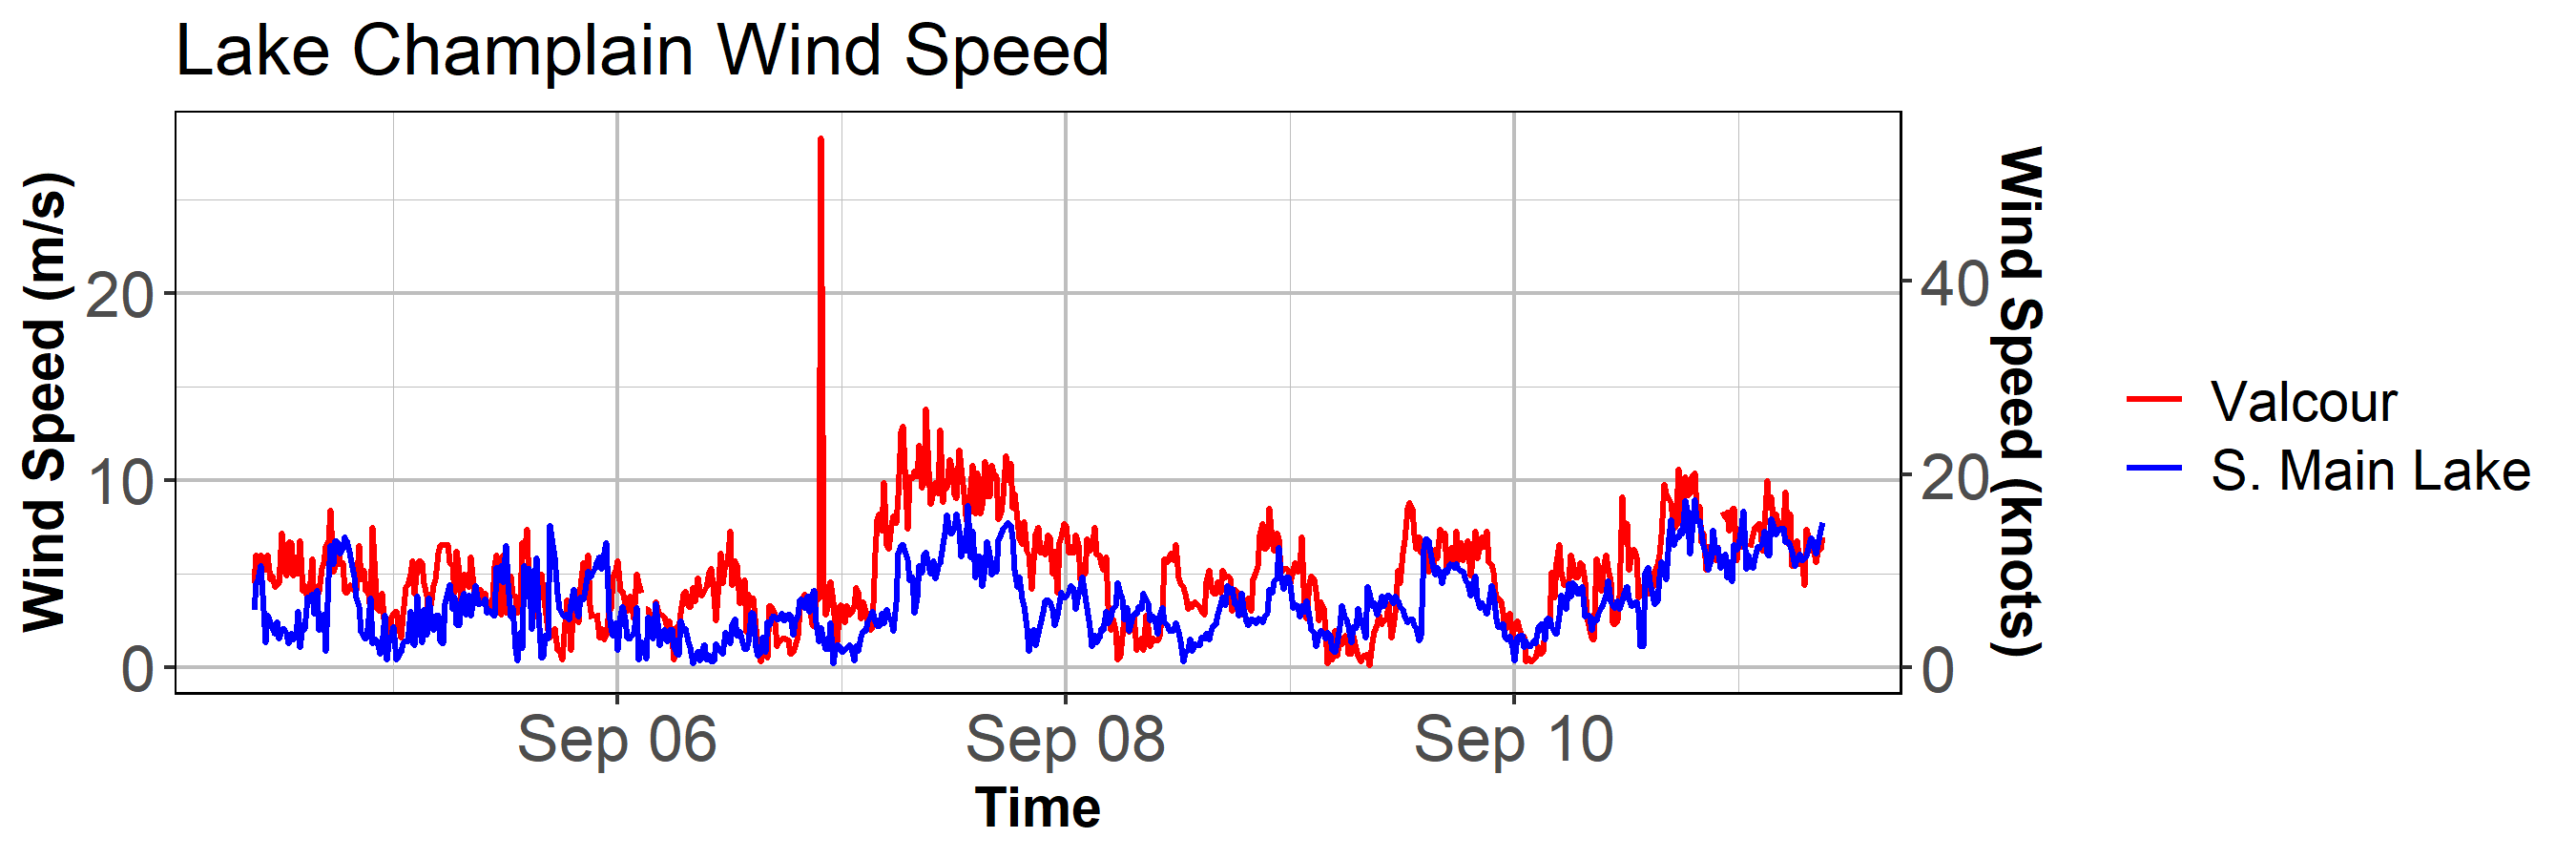 Lake Champlain Wind Speed
Wind Speed (m/s)
20
10
0
40
20
0
Wind Speed (knots)
Sep 06
Sep 08
Sep 10
Time
Valcour
S. Main Lake